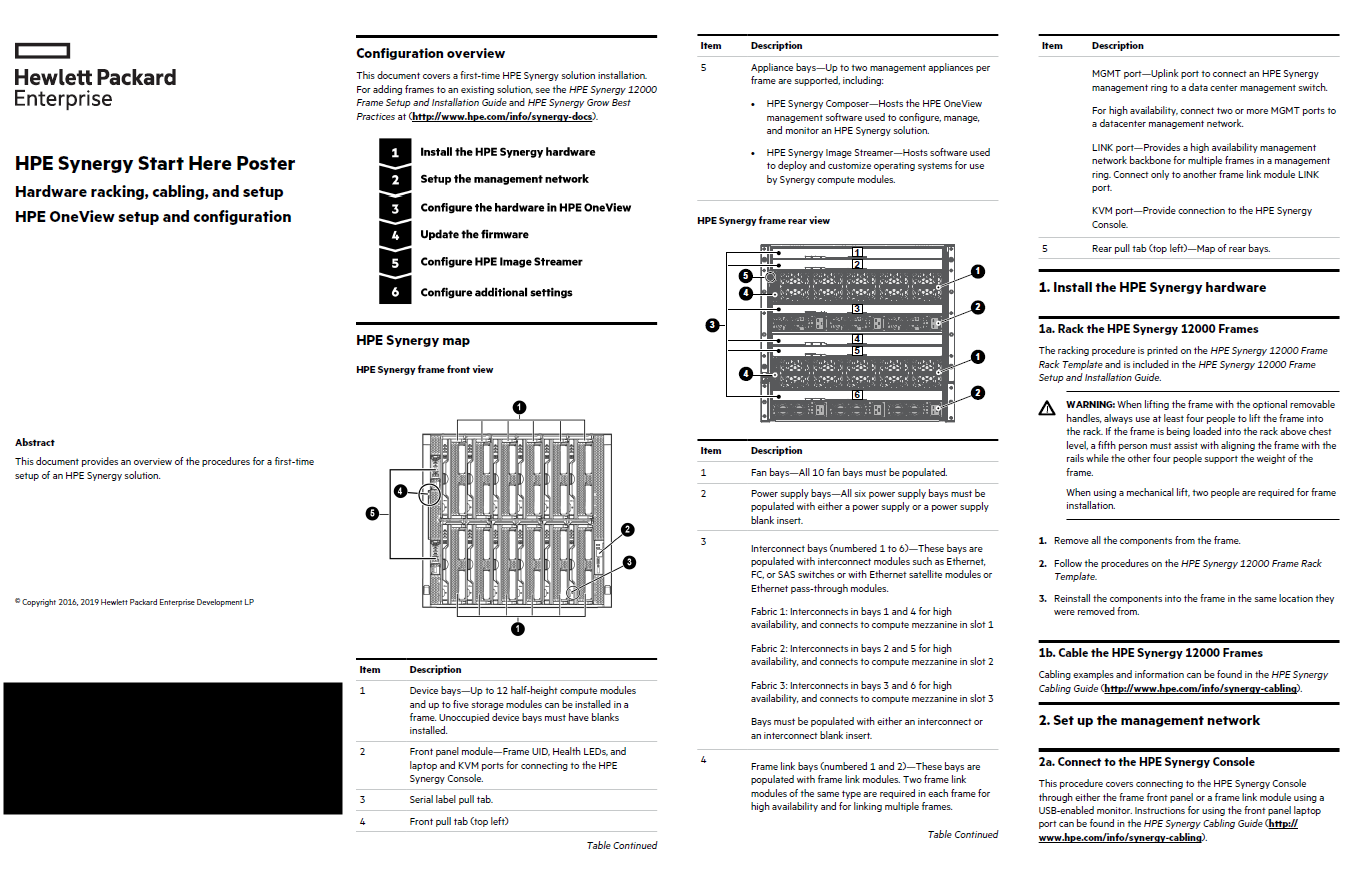 Hewlett Packard
Enterprise
HPE Synergy Start Here Poster
Hardware racking, cabling, and setup
HPE OneView setup and configuration
Abstract
This document provides an overview of the procedures for a first-time
setup of an HPE Synergy solution.
© Copyright 2016, 2019 Hewlett Packard Enterprise Development LP
Configuration overview
This document covers a first-time HPE Synergy solution installation.
For adding frames to an existing solution, see the HPE Synergy 12000
Frame Setup and Installation Guide and HPE Synergy Grow Best
Practices at (http://www.hpe.com/info/synergy-docs).
1 Install the HPE Synergy hardware
2 Setup the management network
3 Configure the hardware in HPE OneView
4 Update the firmware
5 Configure HPE Image Streamer
6 Configure additional settings
HPE Synergy map
HPE Synergy frame front view
1
4
5
2
3
1
Item Description
1 Device bays—Up to 12 half-height compute modules
and up to five storage modules can be installed in a
frame. Unoccupied device bays must have blanks
installed.
2 Front panel module—Frame UID, Health LEDs, and
laptop and KVM ports for connecting to the HPE
Synergy Console.
3 Serial label pull tab.
4 Front pull tab (top left)
Table Continued
Item Description
5 Appliance bays—Up to two management appliances per
frame are supported, including:
• HPE Synergy Composer—Hosts the HPE OneView
management software used to configure, manage,
and monitor an HPE Synergy solution.
• HPE Synergy Image Streamer—Hosts software used
to deploy and customize operating systems for use
by Synergy compute modules.
HPE Synergy frame rear view
1
2
5
1
4
3
2
3
4
5
1
4
6
2
Item Description
1 Fan bays—All 10 fan bays must be populated.
2 Power supply bays—All six power supply bays must be
populated with either a power supply or a power supply
blank insert.
3
Interconnect bays (numbered 1 to 6)—These bays are
populated with interconnect modules such as Ethernet,
FC, or SAS switches or with Ethernet satellite modules or
Ethernet pass-through modules.
Fabric 1: Interconnects in bays 1 and 4 for high
availability, and connects to compute mezzanine in slot 1
Fabric 2: Interconnects in bays 2 and 5 for high
availability, and connects to compute mezzanine in slot 2
Fabric 3: Interconnects in bays 3 and 6 for high
availability, and connects to compute mezzanine in slot 3
Bays must be populated with either an interconnect or
an interconnect blank insert.
4
Frame link bays (numbered 1 and 2)—These bays are
populated with frame link modules. Two frame link
modules of the same type are required in each frame for
high availability and for linking multiple frames.
Table Continued
Item Description
MGMT port—Uplink port to connect an HPE Synergy
management ring to a data center management switch.
For high availability, connect two or more MGMT ports to
a datacenter management network.
LINK port—Provides a high availability management
network backbone for multiple frames in a management
ring. Connect only to another frame link module LINK
port.
KVM port—Provide connection to the HPE Synergy
Console.
5 Rear pull tab (top left)—Map of rear bays.
1. Install the HPE Synergy hardware
1a. Rack the HPE Synergy 12000 Frames
The racking procedure is printed on the HPE Synergy 12000 Frame
Rack Template and is included in the HPE Synergy 12000 Frame
Setup and Installation Guide.
WARNING: When lifting the frame with the optional removable
handles, always use at least four people to lift the frame into
the rack. If the frame is being loaded into the rack above chest
level, a fifth person must assist with aligning the frame with the
rails while the other four people support the weight of the
frame.
When using a mechanical lift, two people are required for frame
installation.
1. Remove all the components from the frame.
2. Follow the procedures on the HPE Synergy 12000 Frame Rack
Template.
3. Reinstall the components into the frame in the same location they
were removed from.
1b. Cable the HPE Synergy 12000 Frames
Cabling examples and information can be found in the HPE Synergy
Cabling Guide (http://www.hpe.com/info/synergy-cabling).
2. Set up the management network
2a. Connect to the HPE Synergy Console
This procedure covers connecting to the HPE Synergy Console
through either the frame front panel or a frame link module using a
USB-enabled monitor. Instructions for using the front panel laptop
port can be found in the HPE Synergy Cabling Guide (http://
www.hpe.com/info/synergy-cabling).